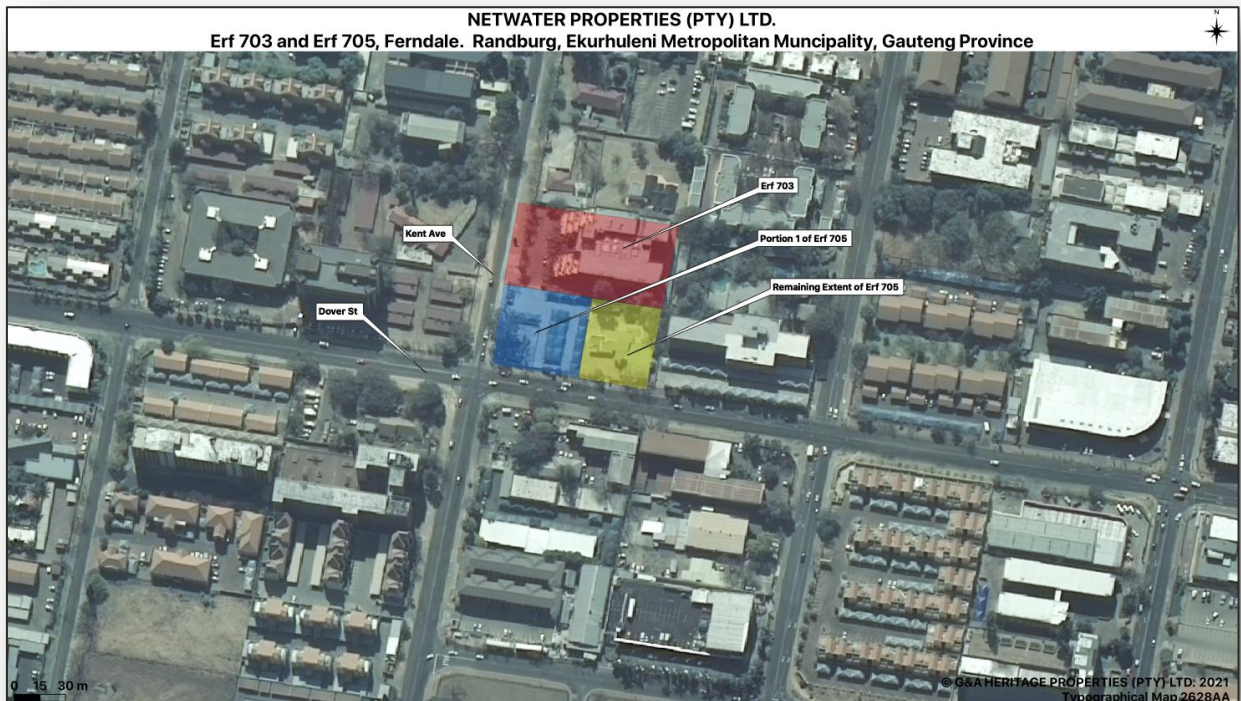 NETWATER PROPERTIES (PTY) LTD.
Erf 703 and Erf 705, Ferndale. Randburg, Ekurhuleni Metropolitan Muncipality, Gauteng Province
N
Erf 703
Kent Ave
Portion 1 of Erf 705
Remaining Extent of Erf 705
Dover St
0 15 30 m
© G&A HERITAGE PROPERTIES (PTY) LTD. 2021
Typographical Map 2628AA